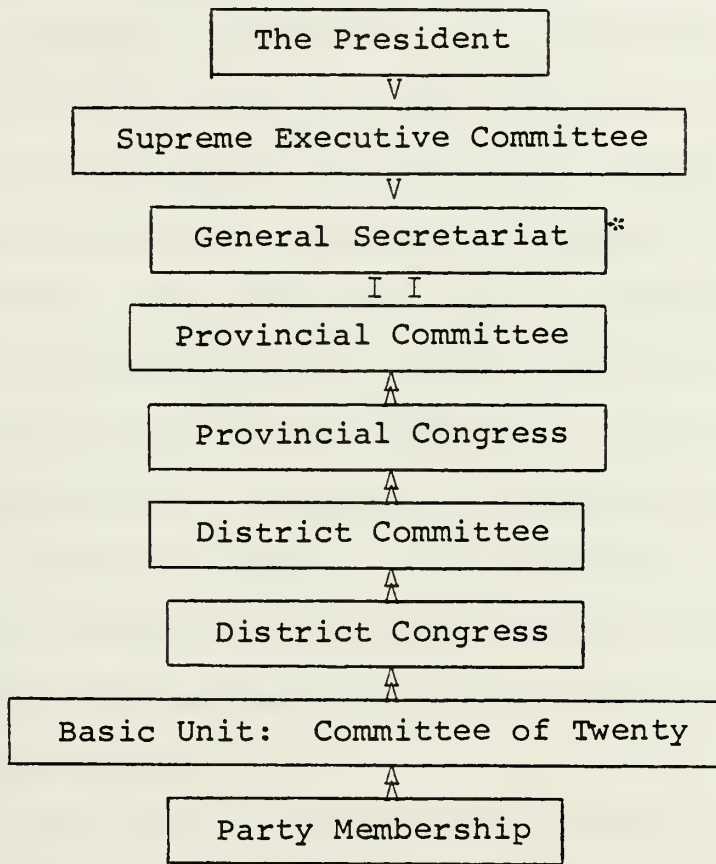 The President
V
Supreme Executive Committee
V
General Secretariat *
I I
Provincial Committee
Provincial Congress
District Committee
District Congress
Basic Unit: Committee of Twenty
Party Membership